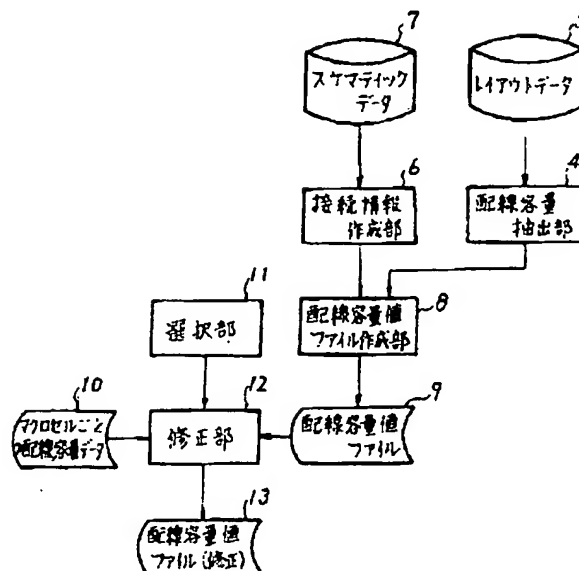 7
スケマティック
データ
レイアウトデータ
6
接続情報
作成部
4
配線容量
抽出部
11
選択部
8
配線容量値
ファイル作成部
10
マクロセルごと
の配線容量データ
12
修正部
9
配線容量値
ファイル
13
配線容量値
ファイル(修正)